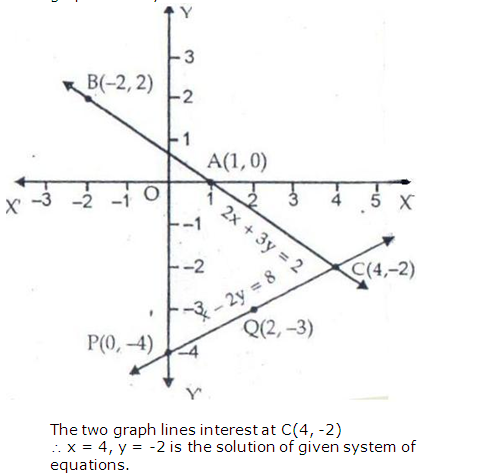 Y
3
B(–2, 2)
2
1
A(1, 0)
X' –3 –2 –1 O 1 2 3 4 5 X
2x + 3y = 2
–1
–2
C(4,–2)
x – 2y = 8
–3
Q(2, –3)
P(0, –4)
–4
Y'
The two graph lines interest at C(4, -2)
∴ x = 4, y = -2 is the solution of given system of
equations.